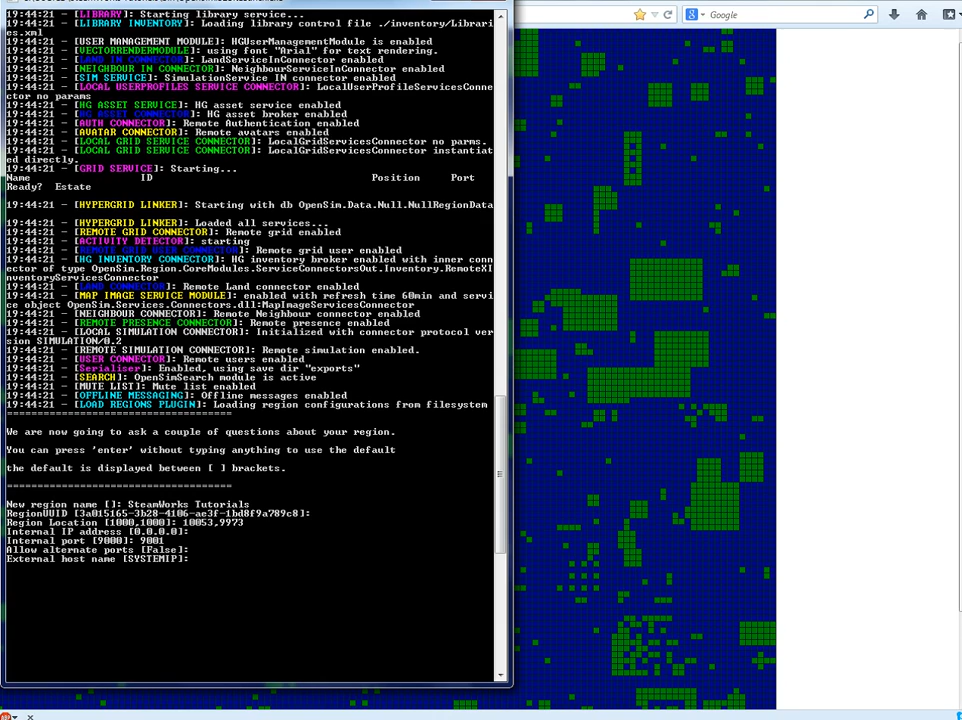 19:44:21 - [LIBRARY]: Starting library service...
Google
19:44:21 - [LIBRARY INVENTORY]: Loading library control file ./inventory/Librari
es.xml
19:44:21 - [USER MANAGEMENT MODULE]: HGUserManagementModule is enabled
19:44:21 - [VECTORRENDERMODULE]: using font "Arial" for text rendering.
19:44:21 - [LAND IN CONNECTOR]: LandServiceInConnector enabled
19:44:21 - [NEIGHBOUR IN CONNECTOR]: NeighbourServiceInConnector enabled
19:44:21 - [SIM SERVICE]: SimulationService IN connector enabled
19:44:21 - [LOCAL USERPROFILES SERVICE CONNECTOR]: LocalUserProfileServicesConne
ctor no params
19:44:21 - [HG ASSET SERVICE]: HG asset service enabled
19:44:21 - [HG ASSET CONNECTOR]: HG asset broker enabled
19:44:21 - [AUTH CONNECTOR]: Remote Authentication enabled
19:44:21 - [AVATAR CONNECTOR]: Remote avatars enabled
19:44:21 - [LOCAL GRID SERVICE CONNECTOR]: LocalGridServicesConnector no parms.
19:44:21 - [LOCAL GRID SERVICE CONNECTOR]: LocalGridServicesConnector instantiat
ed directly.
19:44:21 - [GRID SERVICE]: Starting...
Name ID Position Port
Ready? Estate
19:44:21 - [HYPERGRID LINKER]: Starting with db OpenSim.Data.Null.NullRegionData
19:44:21 - [HYPERGRID LINKER]: Loaded all services...
19:44:21 - [REMOTE GRID CONNECTOR]: Remote grid enabled
19:44:21 - [ACTIVITY DETECTOR]: starting
19:44:21 - [REMOTE GRID USER CONNECTOR]: Remote grid user enabled
19:44:21 - [HG INVENTORY CONNECTOR]: HG inventory broker enabled with inner conne
ctor of type OpenSim.Region.CoreModules.ServiceConnectorsOut.Inventory.RemoteXI
nventoryServicesConnector
19:44:21 - [LAND CONNECTOR]: Remote Land connector enabled
19:44:21 - [MAP IMAGE SERVICE MODULE]: enabled with refresh time 60min and servi
ce object OpenSim.Services.Connectors.dll:MapImageServicesConnector
19:44:21 - [NEIGHBOUR CONNECTOR]: Remote Neighbour connector enabled
19:44:21 - [REMOTE PRESENCE CONNECTOR]: Remote presence enabled
19:44:21 - [LOCAL SIMULATION CONNECTOR]: Initialized with connector protocol ver
sion SIMULATION/0.2
19:44:21 - [REMOTE SIMULATION CONNECTOR]: Remote simulation enabled.
19:44:21 - [USER CONNECTOR]: Remote users enabled
19:44:21 - [Serialiser]: Enabled, using save dir "exports"
19:44:21 - [SEARCH]: OpenSimSearch module is active
19:44:21 - [MUTE LIST]: Mute list enabled
19:44:21 - [OFFLINE MESSAGING]: Offline messages enabled
19:44:21 - [LOAD REGIONS PLUGIN]: Loading region configurations from filesystem
=====================================
We are now going to ask a couple of questions about your region.
You can press 'enter' without typing anything to use the default
the default is displayed between [ ] brackets.
=====================================
New region name []: SteamWorks Tutorials
RegionUUID [3a015165-3b28-4106-ae3f-1bd8f9a789c8]:
Region Location [1000,1000]: 10053,9973
Internal IP address [0.0.0.0]:
Internal port [9000]: 9001
Allow alternate ports [False]:
External host name [SYSTEMIP]: